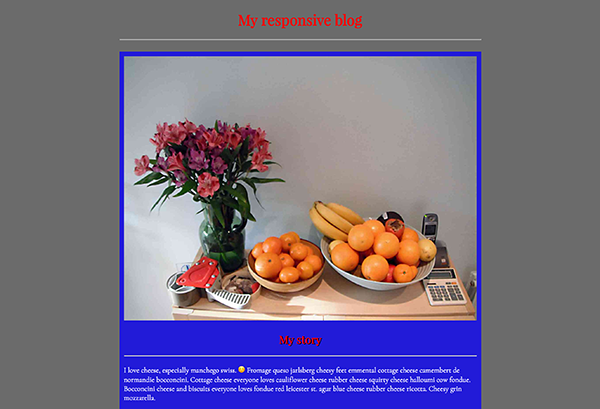 My responsive blog
My story
I love cheese, especially manchego swiss. 😋 Fromage queso jarlsberg cheesy feet emmental cottage cheese camembert de
normandie bocconcini. Cottage cheese everyone loves cauliflower cheese rubber cheese squirty cheese halloumi cow fondue.
Bocconcini cheese and biscuits everyone loves fondue red leicester st. agur blue cheese rubber cheese ricotta. Cheesy grin
mozzarella.